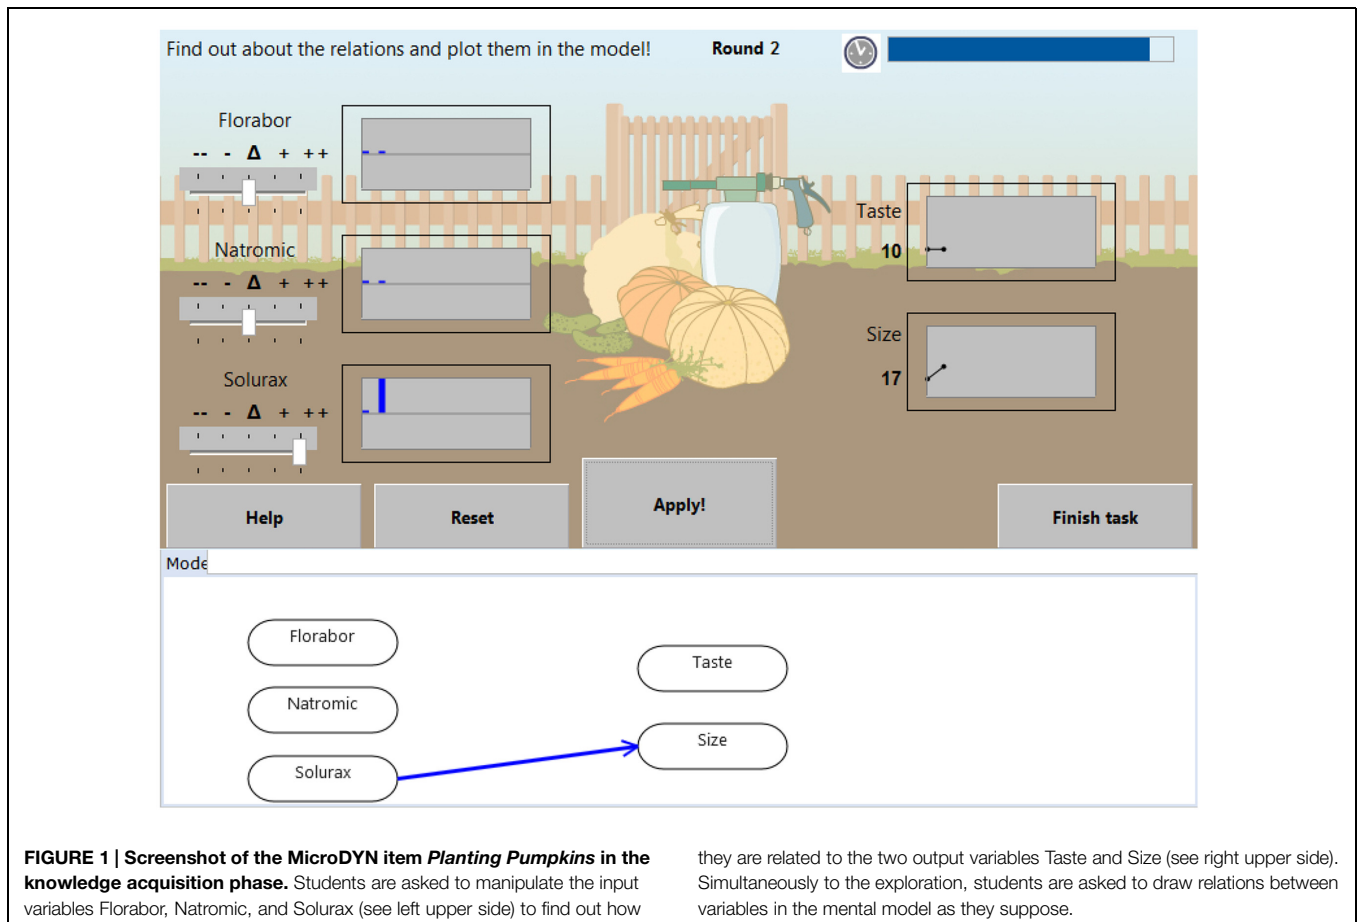 Find out about the relations and plot them in the model!
Round 2
Florabor
-- - Δ + ++
Natromic
-- - Δ + ++
Solurax
-- - Δ + ++
Taste
10
Size
17
Help
Reset
Apply!
Finish task
Mode
Florabor
Natromic
Solurax
Taste
Size
FIGURE 1 | Screenshot of the MicroDYN item Planting Pumpkins in the
knowledge acquisition phase. Students are asked to manipulate the input
variables Florabor, Natromic, and Solurax (see left upper side) to find out how
they are related to the two output variables Taste and Size (see right upper side).
Simultaneously to the exploration, students are asked to draw relations between
variables in the mental model as they suppose.